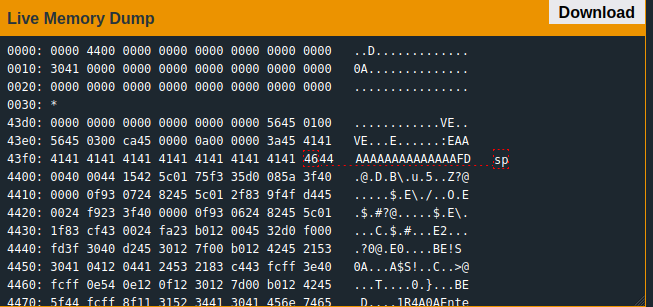 Live Memory Dump
Download
0000: 0000 4400 0000 0000 0000 0000 0000 0000 ..D.............
0010: 3041 0000 0000 0000 0000 0000 0000 0000 0A..............
0020: 0000 0000 0000 0000 0000 0000 0000 0000 ................
0030: *
43d0: 0000 0000 0000 0000 0000 0000 5645 0100 ............VE..
43e0: 5645 0300 ca45 0000 0a00 0000 3a45 4141 VE...E......:EAA
43f0: 4141 4141 4141 4141 4141 4141 4141 4644 AAAAAAAAAAAAAAFD sp
4400: 0040 0044 1542 5c01 75f3 35d0 085a 3f40 .@.D.B\.u.5..Z?@
4410: 0000 0f93 0724 8245 5c01 2f83 9f4f d445 .....$.E\./..O.E
4420: 0024 f923 3f40 0000 0f93 0624 8245 5c01 .$.#?@.....$.E\.
4430: 1f83 cf43 0024 fa23 b012 0045 32d0 f000 ...C.$.#...E2...
4440: fd3f 3040 d245 3012 7f00 b012 4245 2153 .?0@.E0.....BE!S
4450: 3041 0412 0441 2453 2183 c443 fcff 3e40 0A...A$S!..C..>@
4460: fcff 0e54 0e12 0f12 3012 7d00 b012 4245 ...T....0.}...BE
4470: 5f44 fcff 8f11 3152 3441 3041 456e 7465 _D....1R4A0AEnte